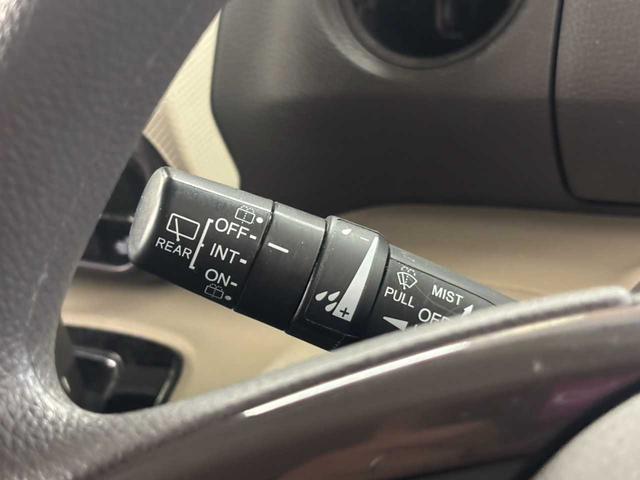 REAR
OFF-
INT-
ON-
-
+
PULL
MIST